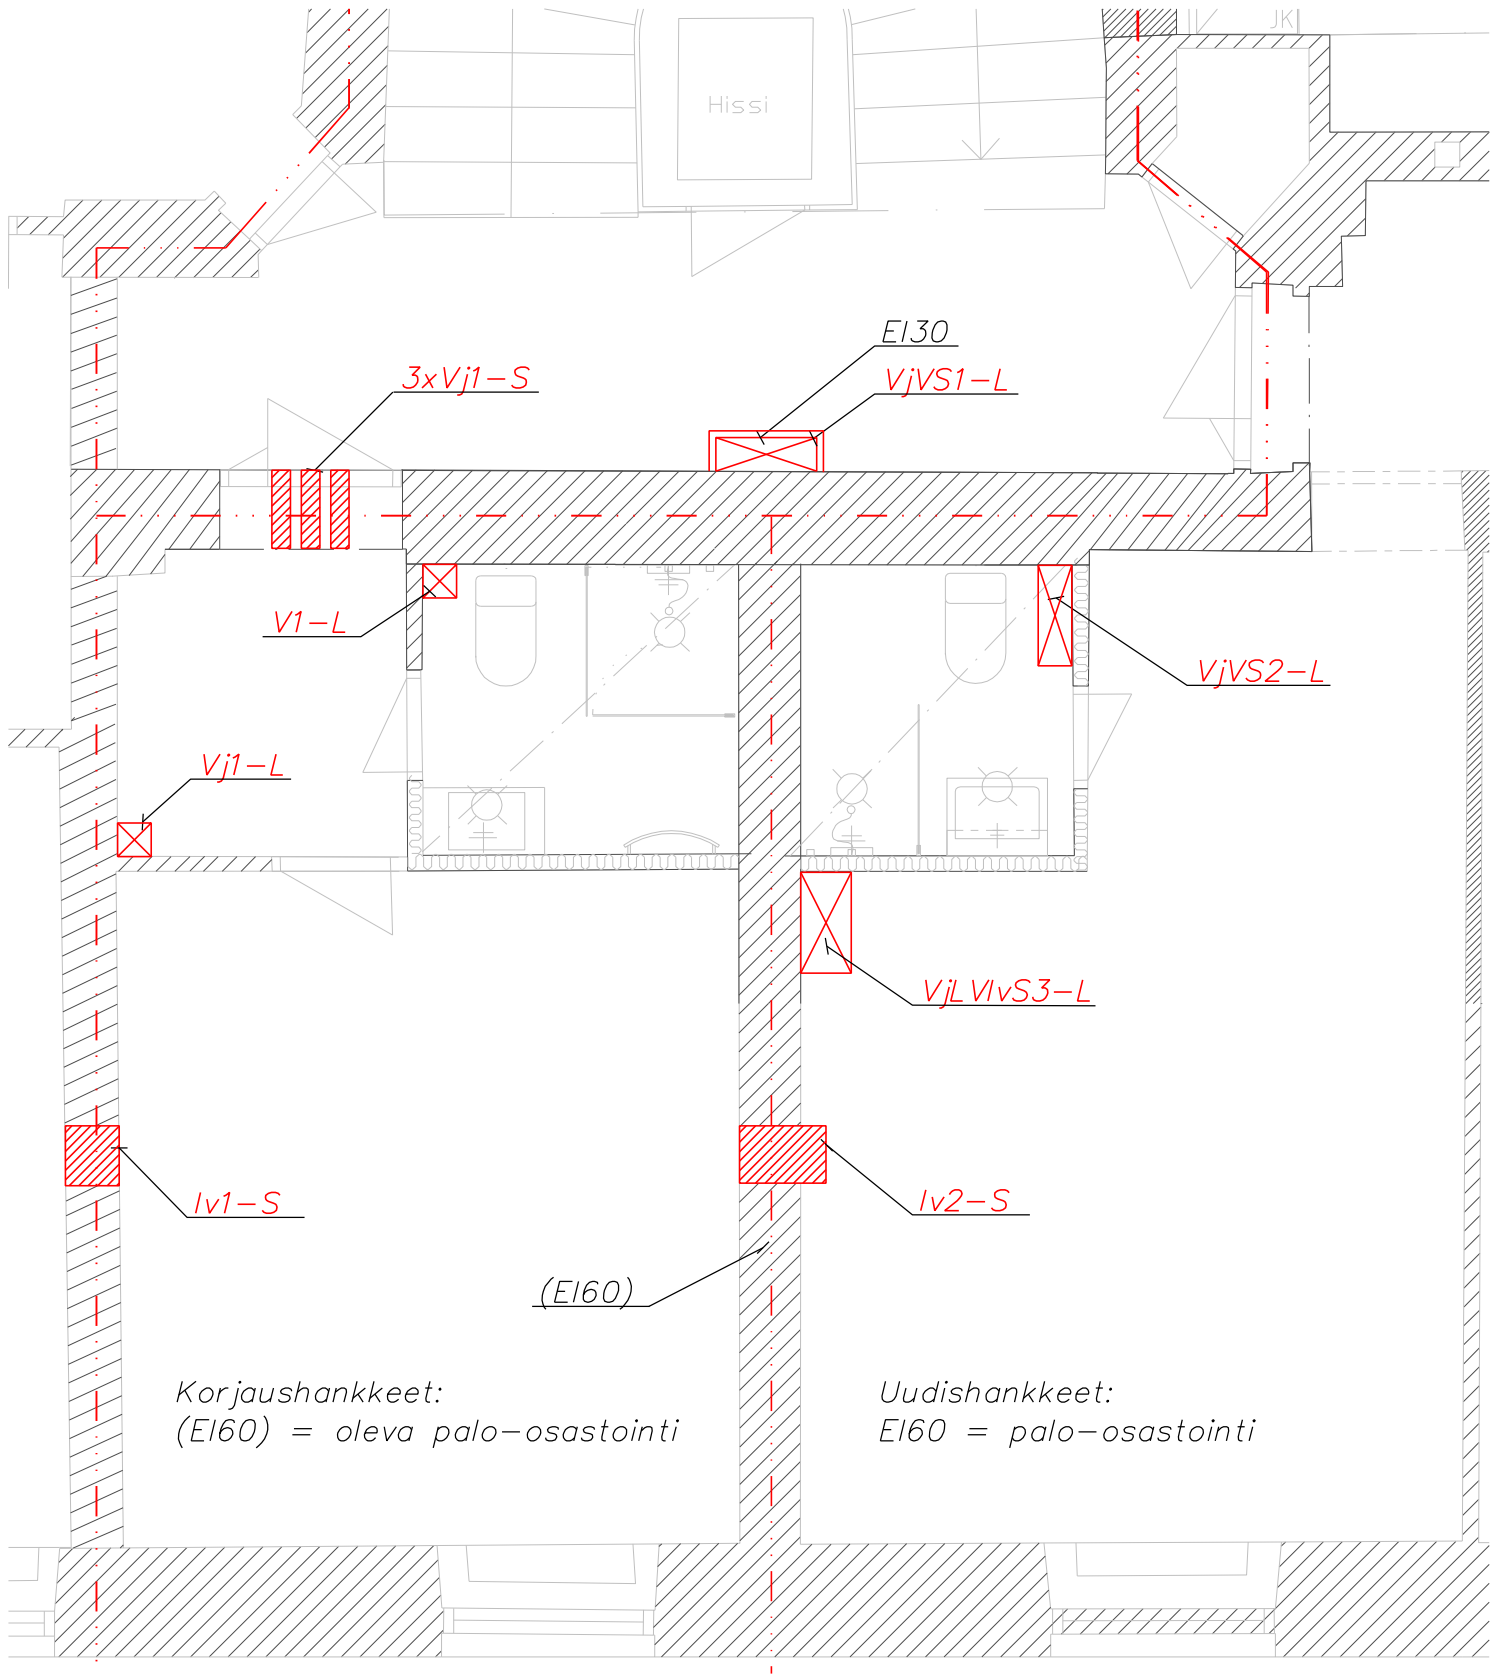 JK
Hissi
EI30
3xVj1-S
VjVS1-L
V1-L
VjVS2-L
Vj1-L
VjLVIvS3-L
Iv1-S
Iv2-S
(EI60)
Korjaushankkeet:
(EI60) = oleva palo-osastointi
Uudishankkeet:
EI60 = palo-osastointi